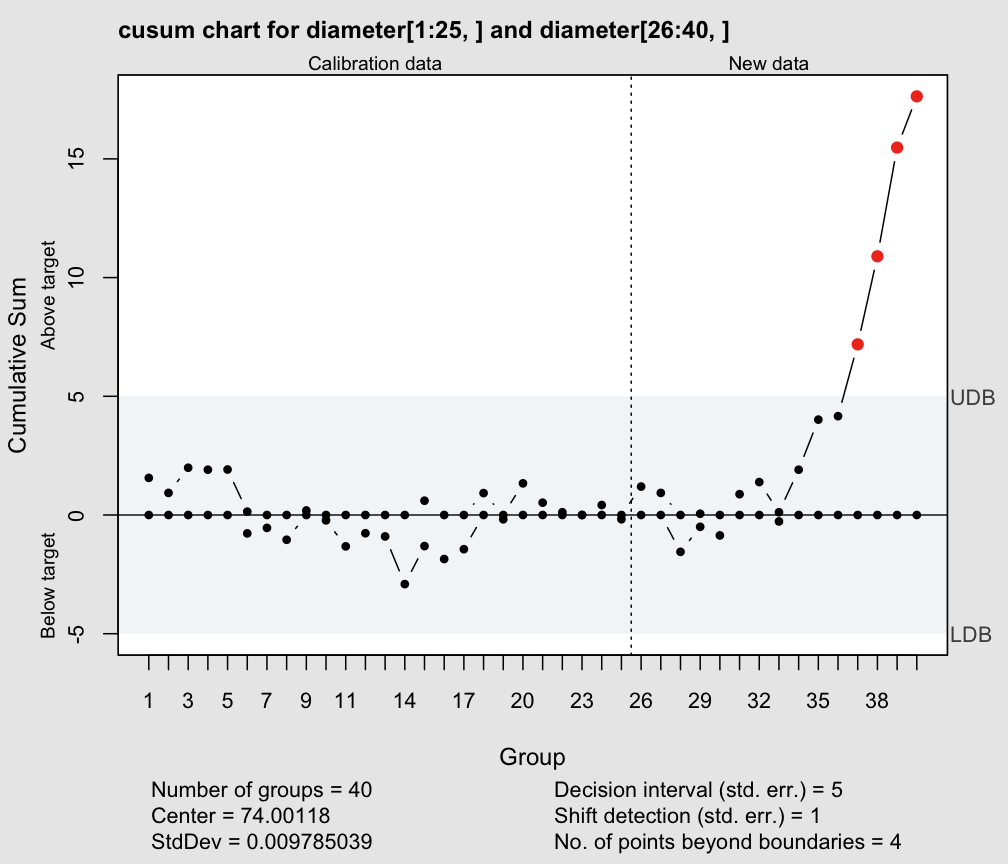 cusum chart for diameter[1:25, ] and diameter[26:40, ]
Calibration data
New data
Cumulative Sum
Above target
Below target
15
10
5
0
-5
UDB
LDB
1 3 5 7 9 11 14 17 20 23 26 29 32 35 38
Group
Number of groups = 40
Center = 74.00118
StdDev = 0.009785039
Decision interval (std. err.) = 5
Shift detection (std. err.) = 1
No. of points beyond boundaries = 4